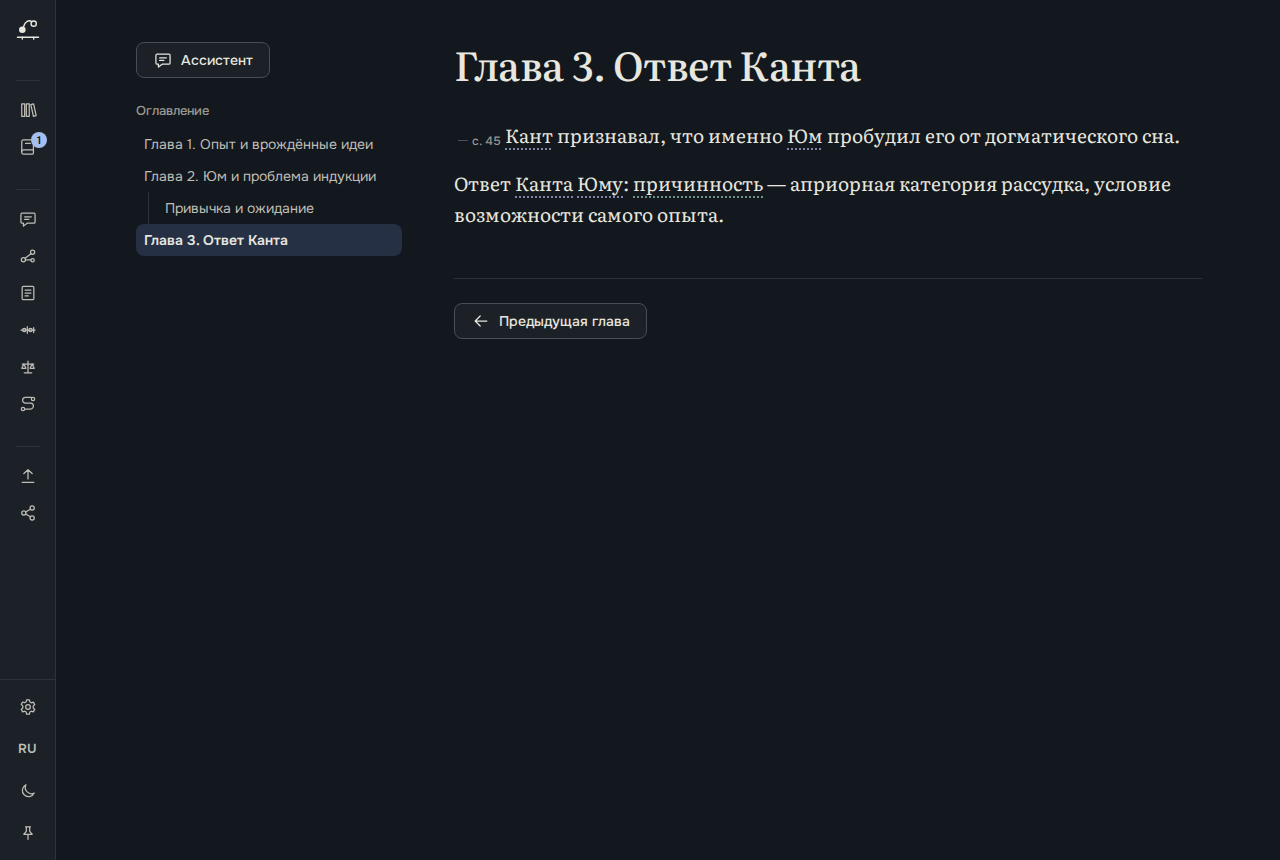 1
RU
Ассистент
Оглавление
Глава 1. Опыт и врождённые идеи
Глава 2. Юм и проблема индукции
Привычка и ожидание
Глава 3. Ответ Канта
Глава 3. Ответ Канта
— с. 45 Кант признавал, что именно Юм пробудил его от догматического сна.
Ответ Канта Юму: причинность — априорная категория рассудка, условие
возможности самого опыта.
Предыдущая глава